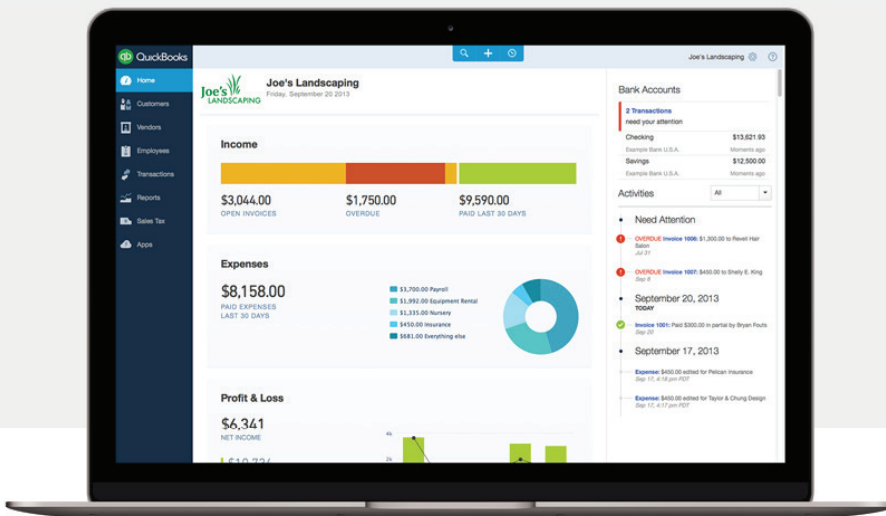 QuickBooks
Joe's Landscaping
Home
Customers
Vendors
Employees
Transactions
Reports
Sales Tax
Apps
Joe's
LANDSCAPING
Joe's Landscaping
Friday, September 20 2013
Income
$3,044.00
OPEN INVOICES
$1,750.00
OVERDUE
$9,590.00
PAID LAST 30 DAYS
Expenses
$8,158.00
PAID EXPENSES
LAST 30 DAYS
$3,700.00 Payroll
$1,992.00 Equipment Rental
$1,335.00 Nursery
$450.00 Insurance
$681.00 Everything else
Profit & Loss
$6,341
NET INCOME
4k
2k
Bank Accounts
2 Transactions
need your attention
Checking $13,621.93
Example Bank U.S.A. Moments ago
Savings $12,500.00
Example Bank U.S.A. Moments ago
Activities All
Need Attention
OVERDUE Invoice 1006: $1,300.00 to Revell Hair
Salon
Jul 31
OVERDUE Invoice 1007: $450.00 to Shely E. King
Sep 8
September 20, 2013
TODAY
Invoice 1001: Paid $300.00 in partial by Bryan Fouts
Sep 20
September 17, 2013
Expense: $450.00 edited for Pelican Insurance
Sep 17, 4:18 pm PDT
Expense: $450.00 edited for Taylor & Chung Design
Sep 17, 4:17 pm PDT